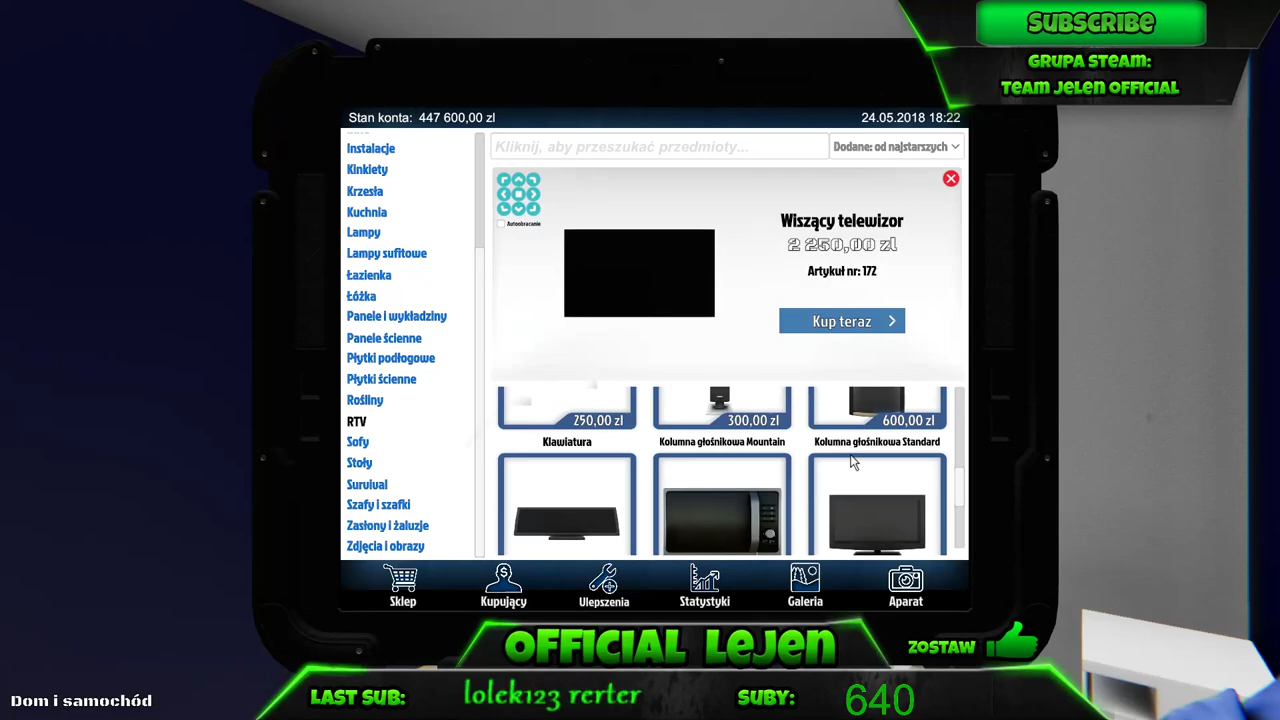 SUBSCRIBE
GRUPA STEAM:
TEAM JELEN OFFICIAL
Stan konta: 447 600,00 zl
24.05.2018 18:22
Kliknij, aby przeszukać przedmioty...
Dodane: od najstarszych
Instalacje
Kinkiety
Krzesła
Kuchnia
Lampy
Lampy sufitowe
Łazienka
Łóżka
Panele i wykładziny
Panele ścienne
Płytki podłogowe
Płytki ścienne
Rośliny
RTV
Sofy
Stoły
Survival
Szafy i szafki
Zasłony i żaluzje
Zdjęcia i obrazy
Autoobracanie
Wiszący telewizor
2 250,00 zl
Artykuł nr: 172
Kup teraz
250,00 zl
300,00 zl
600,00 zl
Klawiatura
Kolumna głośnikowa Mountain
Kolumna głośnikowa Standard
Sklep
Kupujący
Ulepszenia
Statystyki
Galeria
Aparat
OFFICIAL LEJEN
ZOSTAW
LAST SUB:
lolek123 rerter
SUBY:
640
Dom i samochód